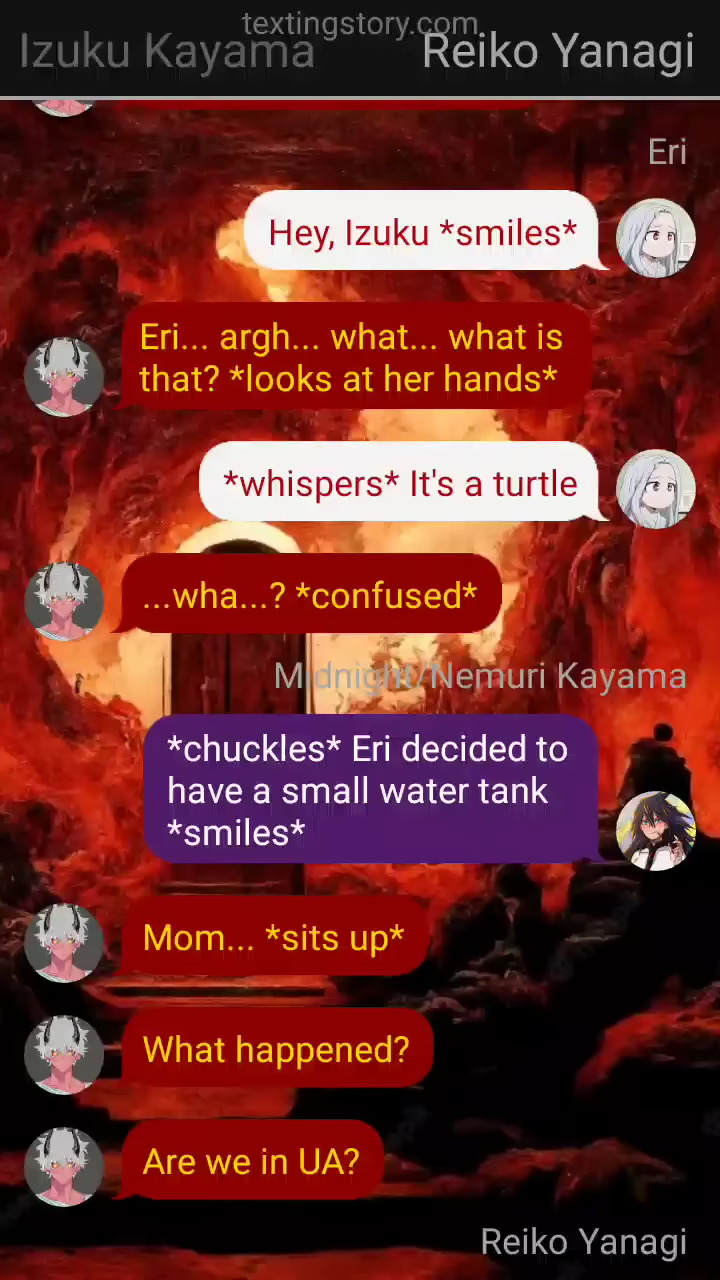 textingstory.com
Izuku Kayama
Reiko Yanagi
Eri
Hey, Izuku *smiles*
Eri... argh... what... what is
that? *looks at her hands*
*whispers* It's a turtle
...wha...? *confused*
Midnight/Nemuri Kayama
*chuckles* Eri decided to
have a small water tank
*smiles*
Mom... *sits up*
What happened?
Are we in UA?
Reiko Yanagi